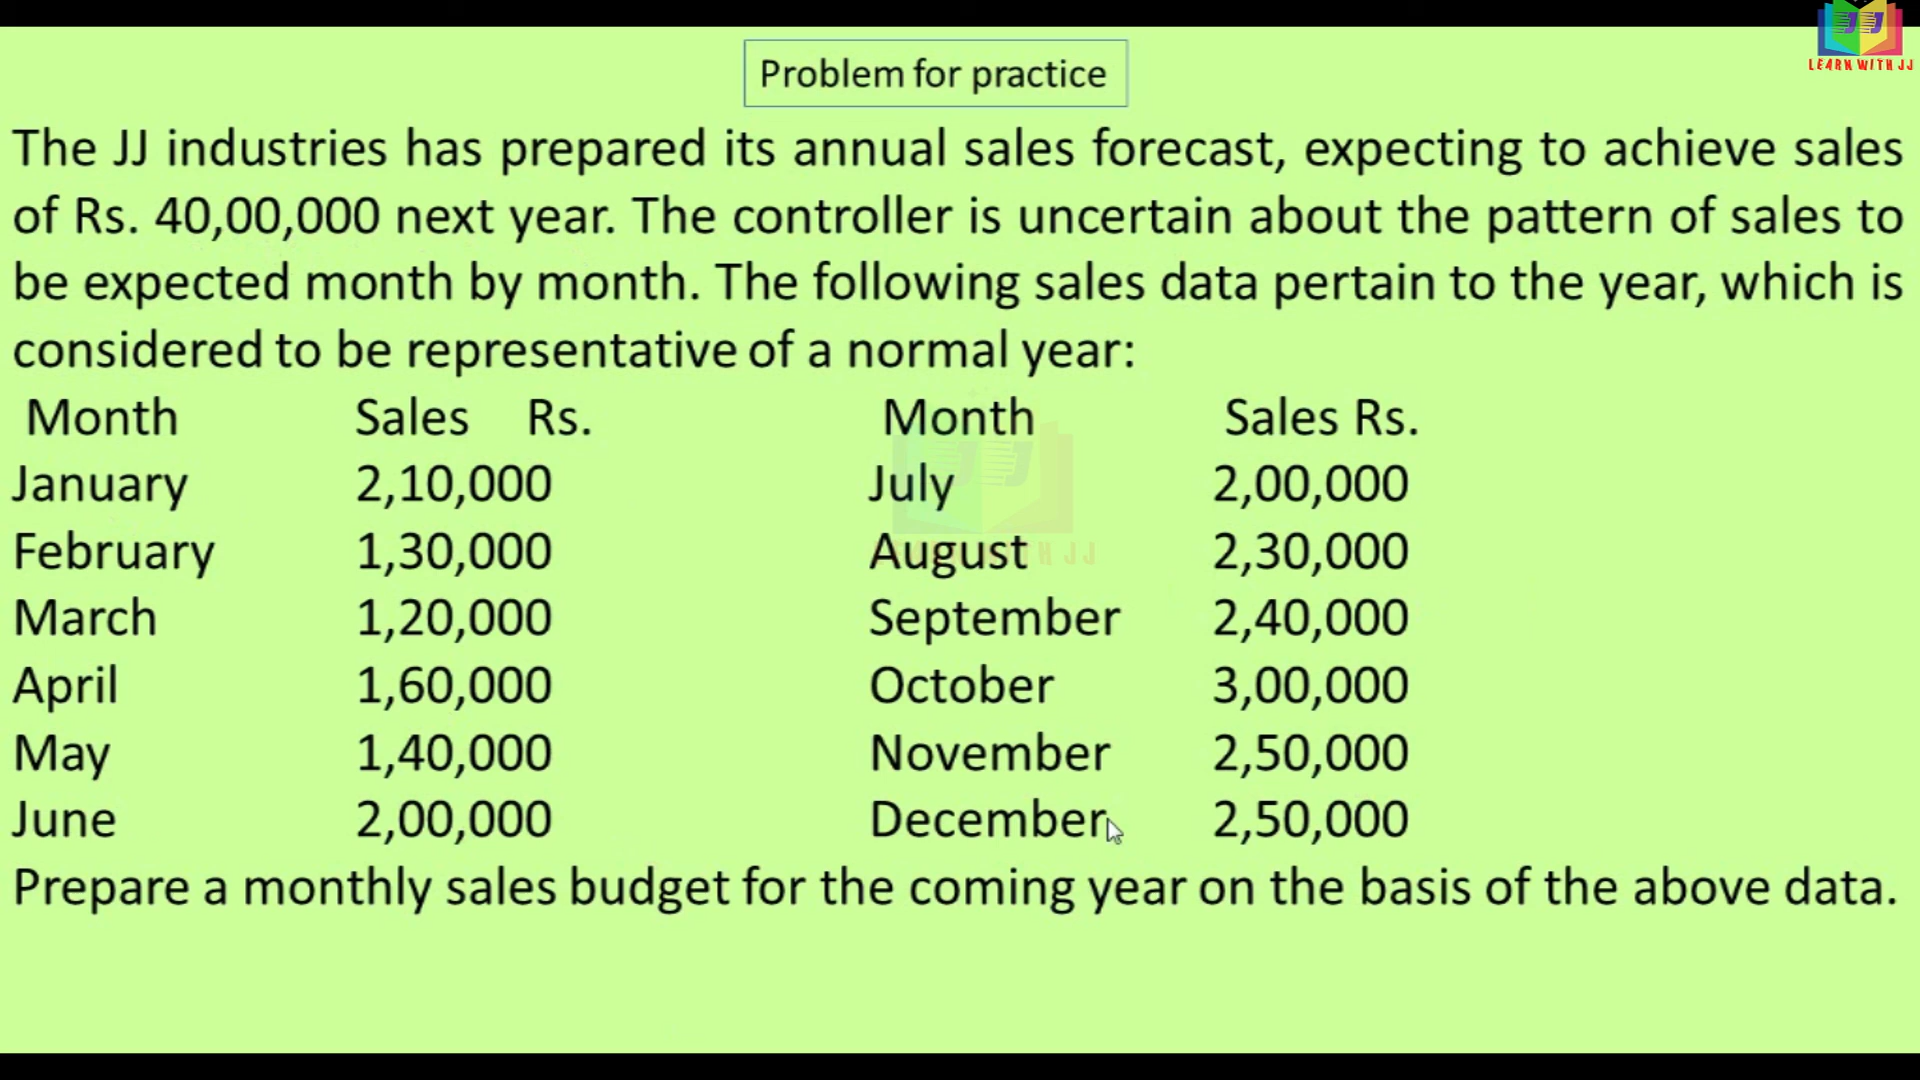 LEARN WITH JJ
Problem for practice
The JJ industries has prepared its annual sales forecast, expecting to achieve sales
of Rs. 40,00,000 next year. The controller is uncertain about the pattern of sales to
be expected month by month. The following sales data pertain to the year, which is
considered to be representative of a normal year:
Month Sales Rs. Month Sales Rs.
January 2,10,000 July 2,00,000
February 1,30,000 August 2,30,000
March 1,20,000 September 2,40,000
April 1,60,000 October 3,00,000
May 1,40,000 November 2,50,000
June 2,00,000 December 2,50,000
Prepare a monthly sales budget for the coming year on the basis of the above data.